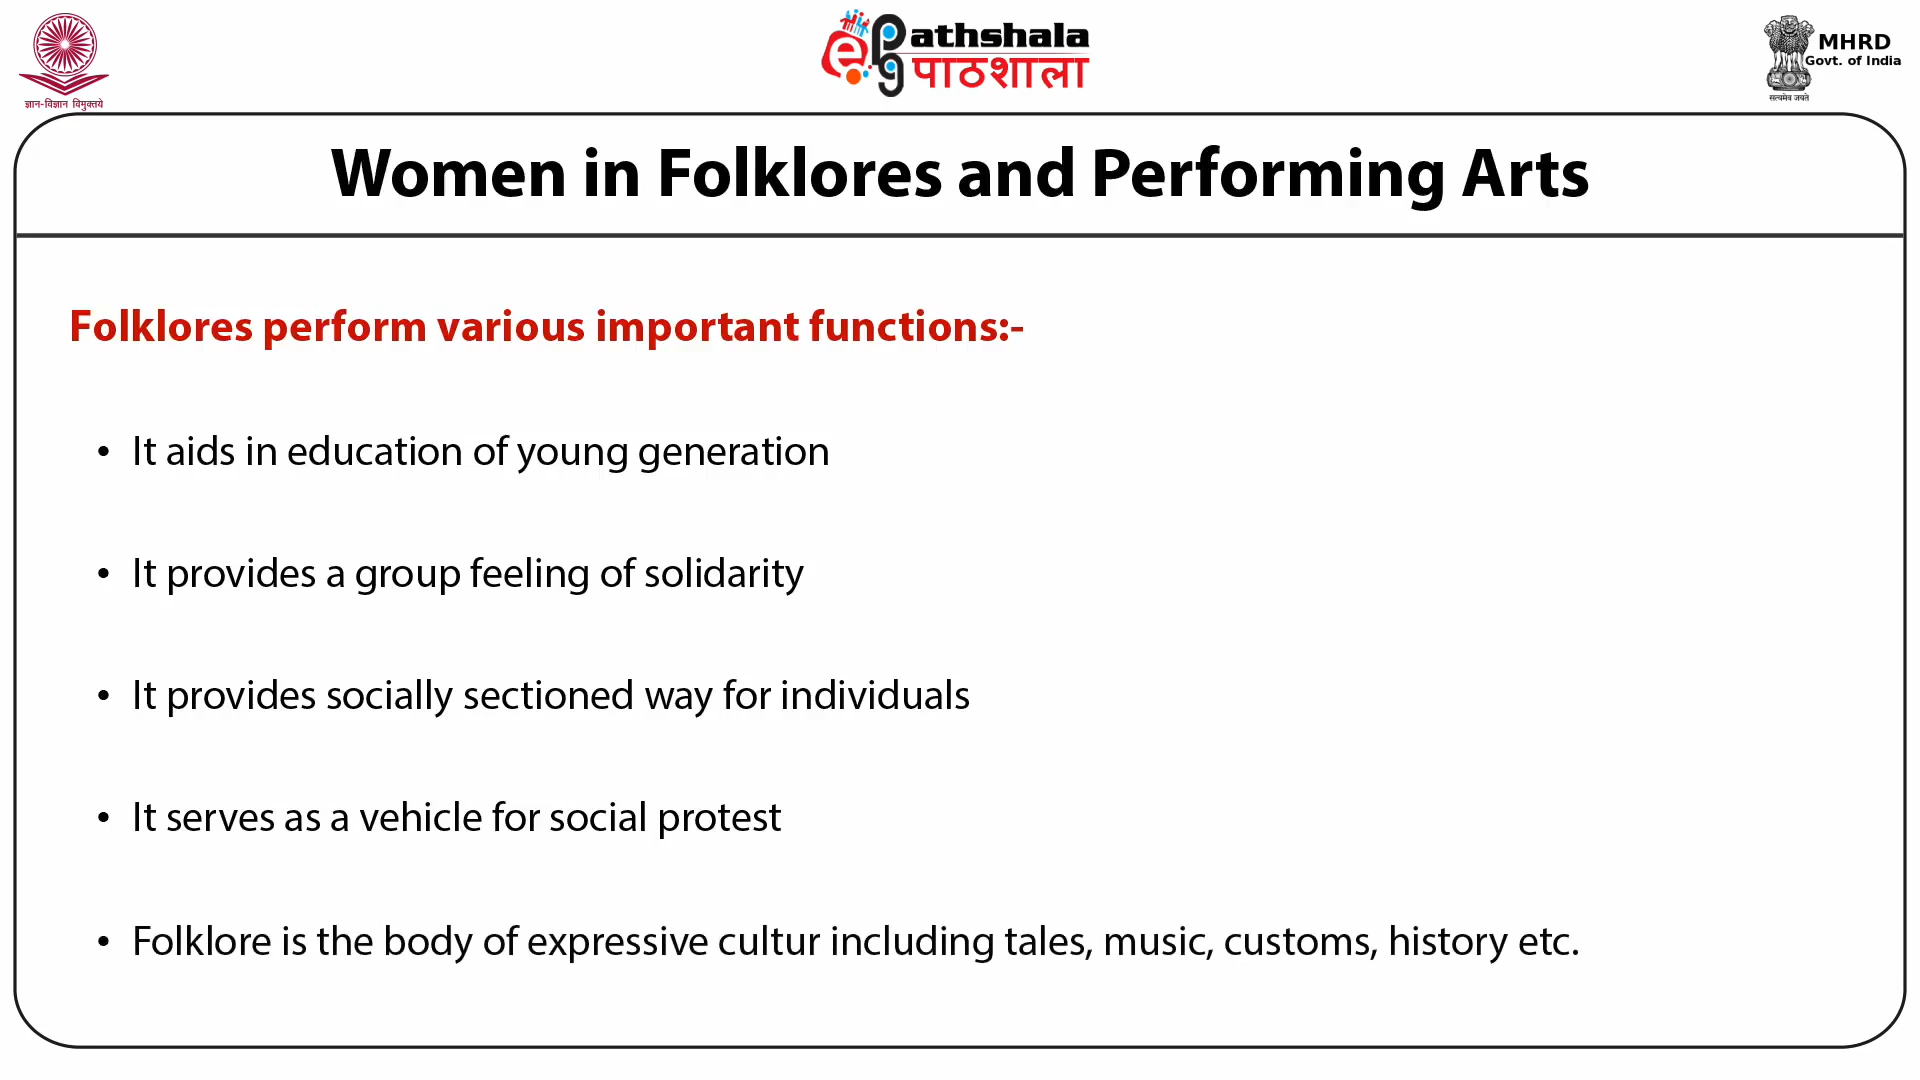 ज्ञान-विज्ञान विमुक्तये
ePG Pathshala
पाठशाला
MHRD
Govt. of India
सत्यमेव जयते
Women in Folklores and Performing Arts
Folklores perform various important functions:-
• It aids in education of young generation
• It provides a group feeling of solidarity
• It provides socially sectioned way for individuals
• It serves as a vehicle for social protest
• Folklore is the body of expressive cultur including tales, music, customs, history etc.